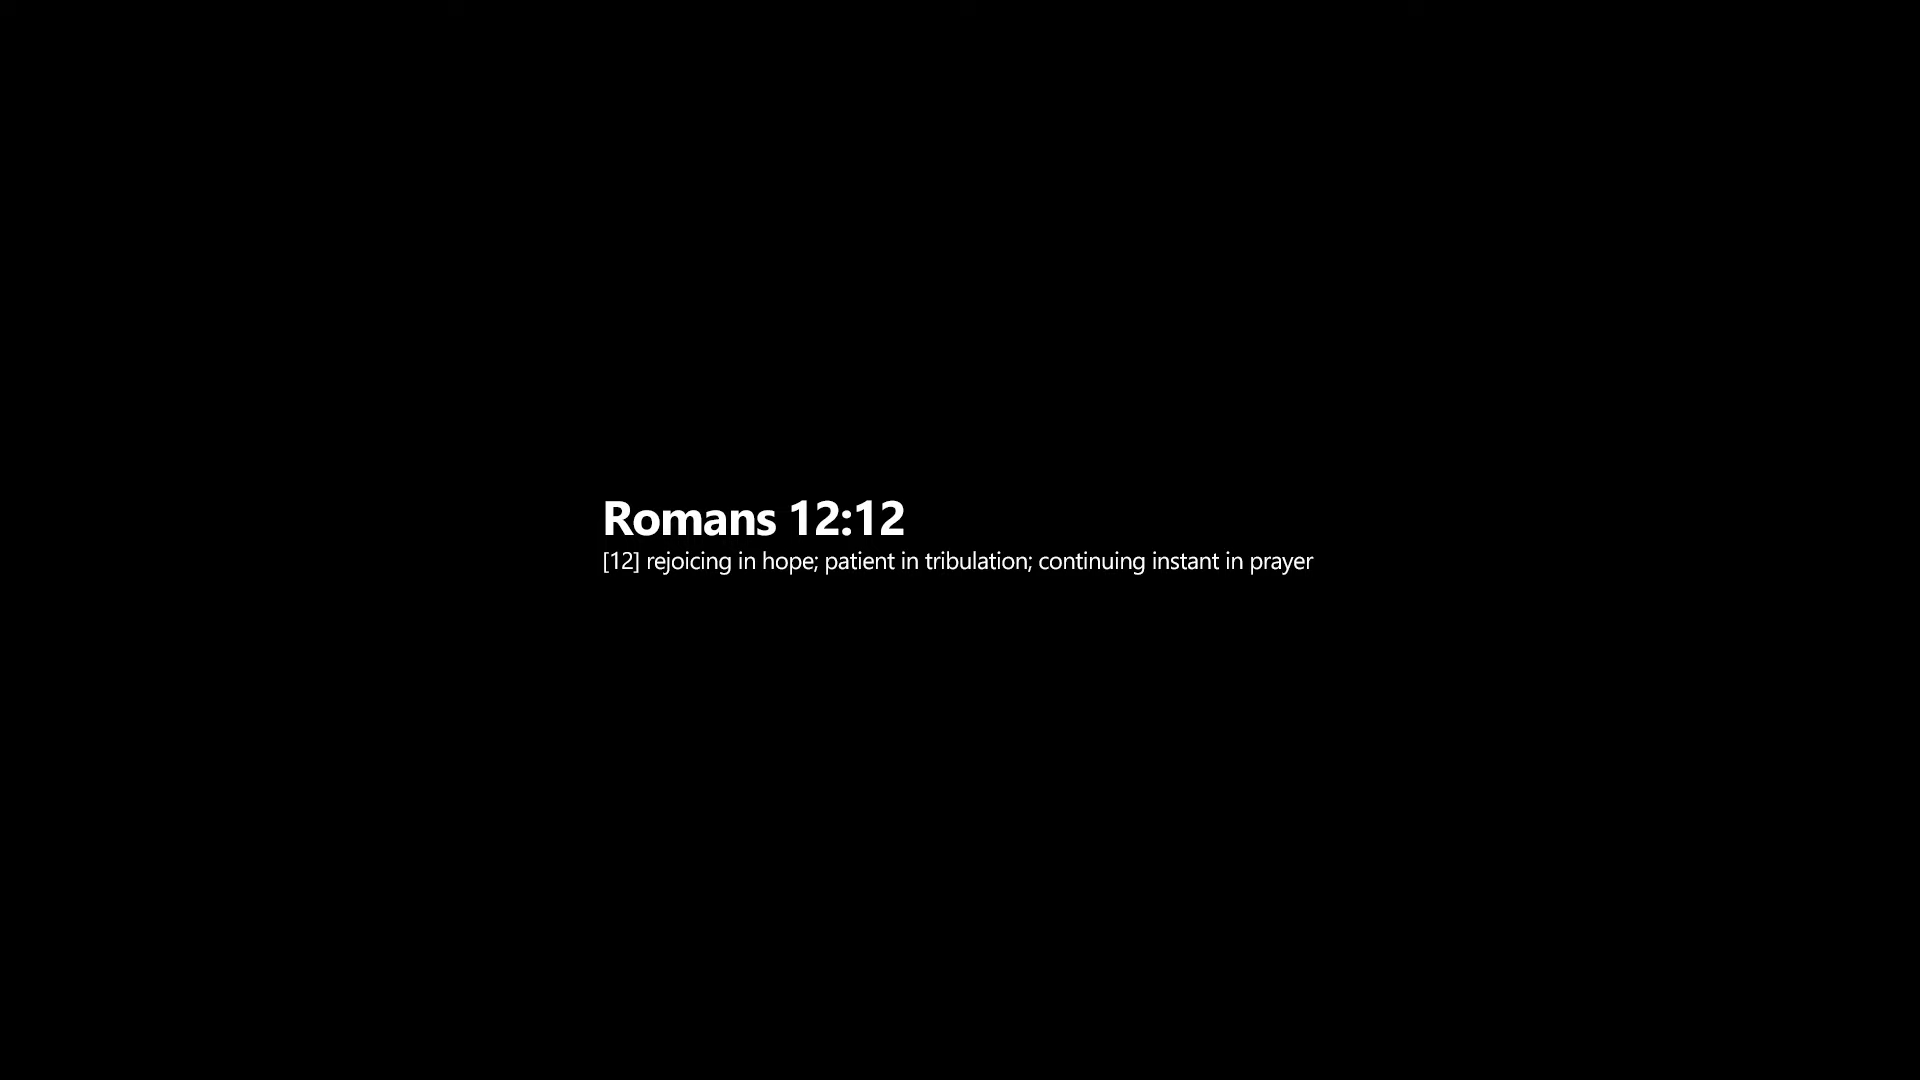 Romans 12:12
[12] rejoicing in hope; patient in tribulation; continuing instant in prayer